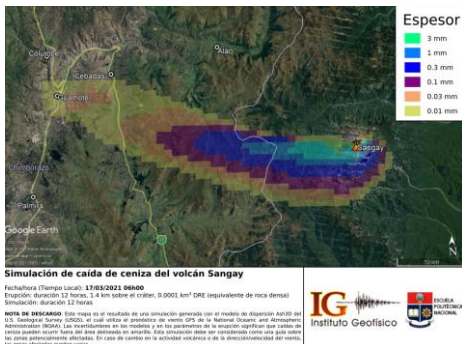 Espesor
3 mm
1 mm
0.3 mm
0.1 mm
0.03 mm
0.01 mm
Alao
Cebadas
Guamote
Sangay
Chimborazo
Palmira
Google Earth
10 km
N
Simulación de caída de ceniza del volcán Sangay
Fecha/hora (Tiempo Local): 17/03/2021 06h00
Erupción: duración 12 horas, 1.4 km sobre el cráter, 0.0001 km³ DRE (equivalente de roca densa)
Simulación: duración 12 horas
NOTA DE DESCARGO: Este mapa es el resultado de una simulación generada con el modelo de dispersión Ash3D del
U.S. Geological Survey (USGS), el cual utiliza el pronóstico de viento GFS de la National Oceanic and Atmospheric
Administration (NOAA). Las incertidumbres en los modelos y en los parámetros de la erupción significan que caídas de
ceniza pueden ocurrir fuera del área delineada en amarillo. Esta simulación debe ser considerada como una guía sobre
las zonas potencialmente afectadas. En caso de cambio en la actividad volcánica o de la dirección/velocidad del viento,
IG
Instituto Geofísico
ESCUELA
POLITÉCNICA
NACIONAL